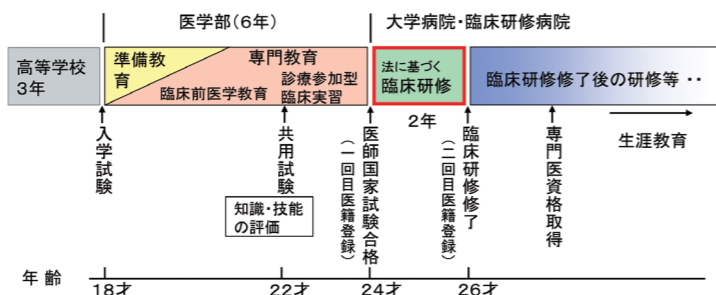 医学部(6年)
大学病院・臨床研修病院
高等学校
3年
準備教
育
専門教育
臨床前医学教育
診療参加型
臨床実習
法に基づく
臨床研修
臨床研修修了後の研修等・・
2年
生涯教育
入学試験
共用試験
知識・技能
の評価
医師国家試験合格
(一回目医籍登録)
臨床研修修了
(二回目医籍登録)
専門医資格取得
年齢
18才
22才
24才
26才